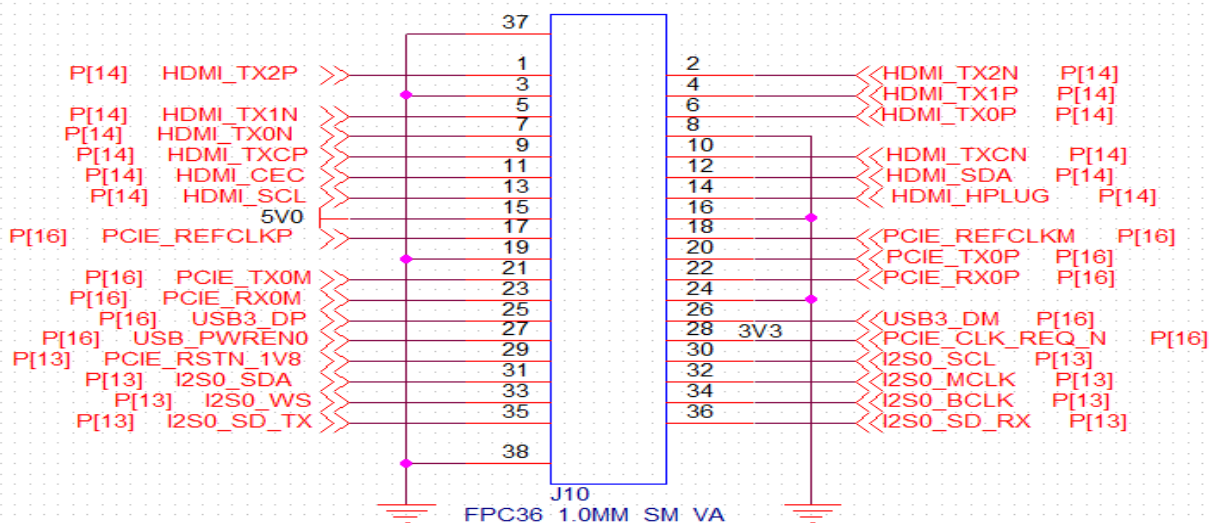 37
P[14] HDMI_TX2P 1 2 HDMI_TX2N P[14]
3 4 HDMI_TX1P P[14]
P[14] HDMI_TX1N 5 6 HDMI_TX0P P[14]
P[14] HDMI_TX0N 7 8
P[14] HDMI_TXCP 9 10 HDMI_TXCN P[14]
P[14] HDMI_CEC 11 12 HDMI_SDA P[14]
P[14] HDMI_SCL 13 14 HDMI_HPLUG P[14]
5V0 15 16
P[16] PCIE_REFCLKP 17 18 PCIE_REFCLKM P[16]
19 20 PCIE_TX0P P[16]
P[16] PCIE_TX0M 21 22 PCIE_RX0P P[16]
P[16] PCIE_RX0M 23 24
P[16] USB3_DP 25 26 USB3_DM P[16]
P[16] USB_PWREN0 27 28 3V3 PCIE_CLK_REQ_N P[16]
P[13] PCIE_RSTN_1V8 29 30 I2S0_SCL P[13]
P[13] I2S0_SDA 31 32 I2S0_MCLK P[13]
P[13] I2S0_WS 33 34 I2S0_BCLK P[13]
P[13] I2S0_SD_TX 35 36 I2S0_SD_RX P[13]
38
J10
FPC36 1.0MM SM VA